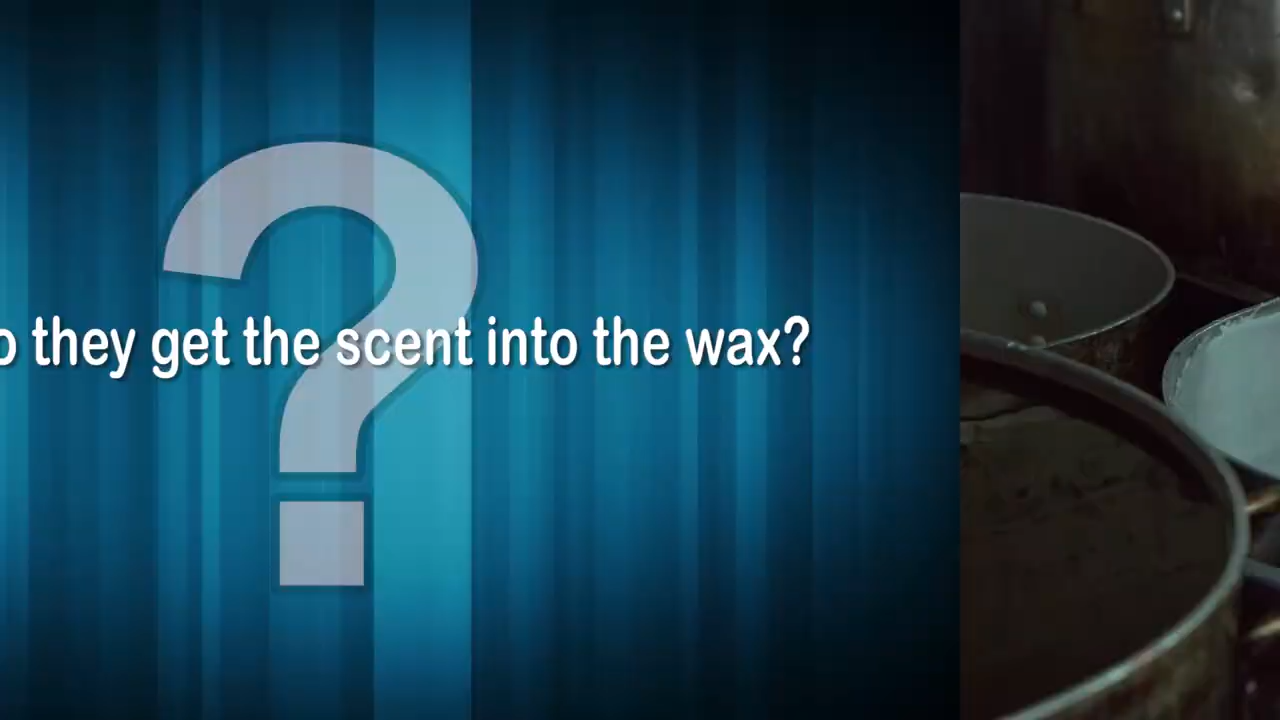 o they get the scent into the wax?